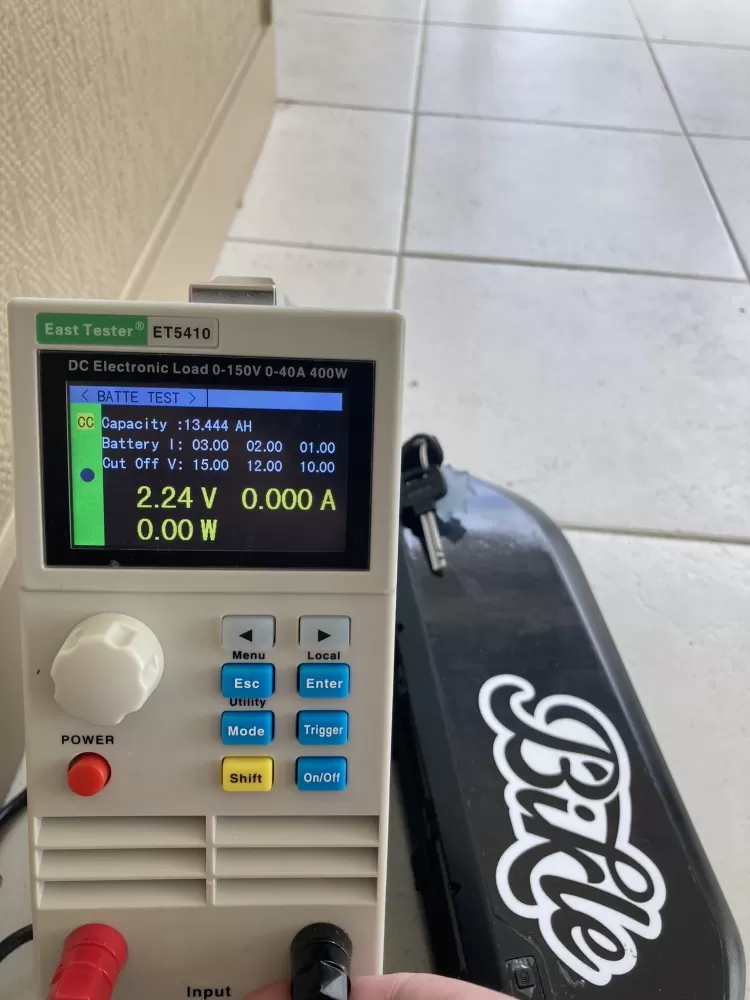 East Tester® ET5410
DC Electronic Load 0-150V 0-40A 400W
< BATTE TEST >
CC
Capacity :13.444 AH
Battery I: 03.00 02.00 01.00
Cut Off V: 15.00 12.00 10.00
2.24 V 0.000 A
0.00 W
◀ ▶
Menu Local
Esc Enter
Utility
Mode Trigger
POWER
Shift On/Off
Input
Bikle